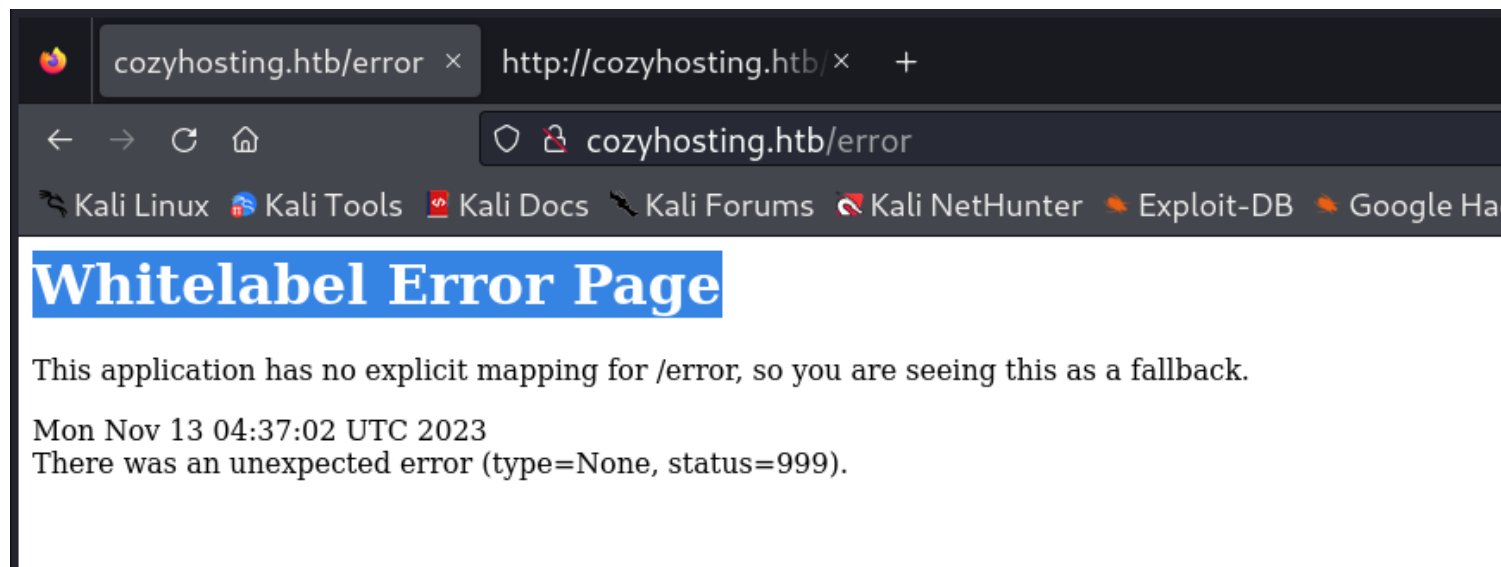 cozyhosting.htb/error × http://cozyhosting.htb/ × +
cozyhosting.htb/error
Kali Linux Kali Tools Kali Docs Kali Forums Kali NetHunter Exploit-DB Google Ha
Whitelabel Error Page
This application has no explicit mapping for /error, so you are seeing this as a fallback.
Mon Nov 13 04:37:02 UTC 2023
There was an unexpected error (type=None, status=999).